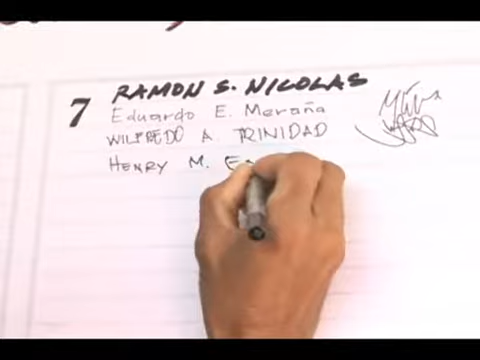 7 RAMON S. NICOLAS
Eduardo E. Meraña
WILFREDO A. TRINIDAD
HENRY M.